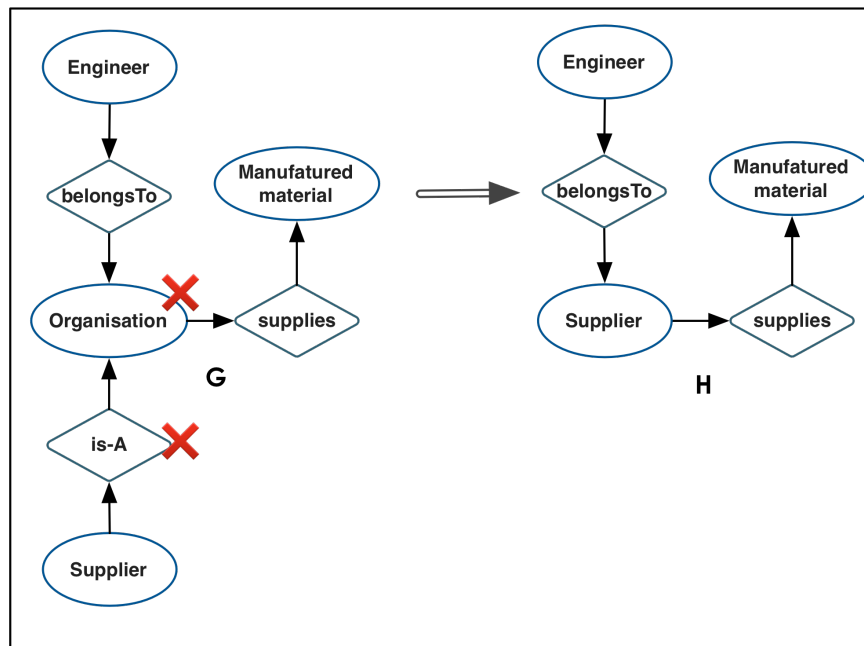 Engineer
belongsTo
Manufatured
material
Organisation
supplies
G
is-A
Supplier
Engineer
belongsTo
Manufatured
material
Supplier
supplies
H